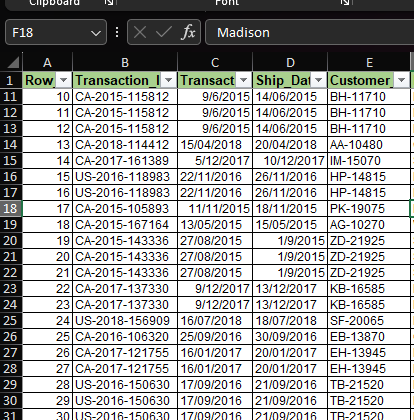 Clipboard Font
F18 fx Madison
A B C D E
1 Row_ Transaction_I Transact Ship_Dat Customer_
11 10 CA-2015-115812 9/6/2015 14/06/2015 BH-11710
12 11 CA-2015-115812 9/6/2015 14/06/2015 BH-11710
13 12 CA-2015-115812 9/6/2015 14/06/2015 BH-11710
14 13 CA-2018-114412 15/04/2018 20/04/2018 AA-10480
15 14 CA-2017-161389 5/12/2017 10/12/2017 IM-15070
16 15 US-2016-118983 22/11/2016 26/11/2016 HP-14815
17 16 US-2016-118983 22/11/2016 26/11/2016 HP-14815
18 17 CA-2015-105893 11/11/2015 18/11/2015 PK-19075
19 18 CA-2015-167164 13/05/2015 15/05/2015 AG-10270
20 19 CA-2015-143336 27/08/2015 1/9/2015 ZD-21925
21 20 CA-2015-143336 27/08/2015 1/9/2015 ZD-21925
22 21 CA-2015-143336 27/08/2015 1/9/2015 ZD-21925
23 22 CA-2017-137330 9/12/2017 13/12/2017 KB-16585
24 23 CA-2017-137330 9/12/2017 13/12/2017 KB-16585
25 24 US-2018-156909 16/07/2018 18/07/2018 SF-20065
26 25 CA-2016-106320 25/09/2016 30/09/2016 EB-13870
27 26 CA-2017-121755 16/01/2017 20/01/2017 EH-13945
28 27 CA-2017-121755 16/01/2017 20/01/2017 EH-13945
29 28 US-2016-150630 17/09/2016 21/09/2016 TB-21520
30 29 US-2016-150630 17/09/2016 21/09/2016 TB-21520
31 30 US-2016-150630 17/09/2016 21/09/2016 TB-21520